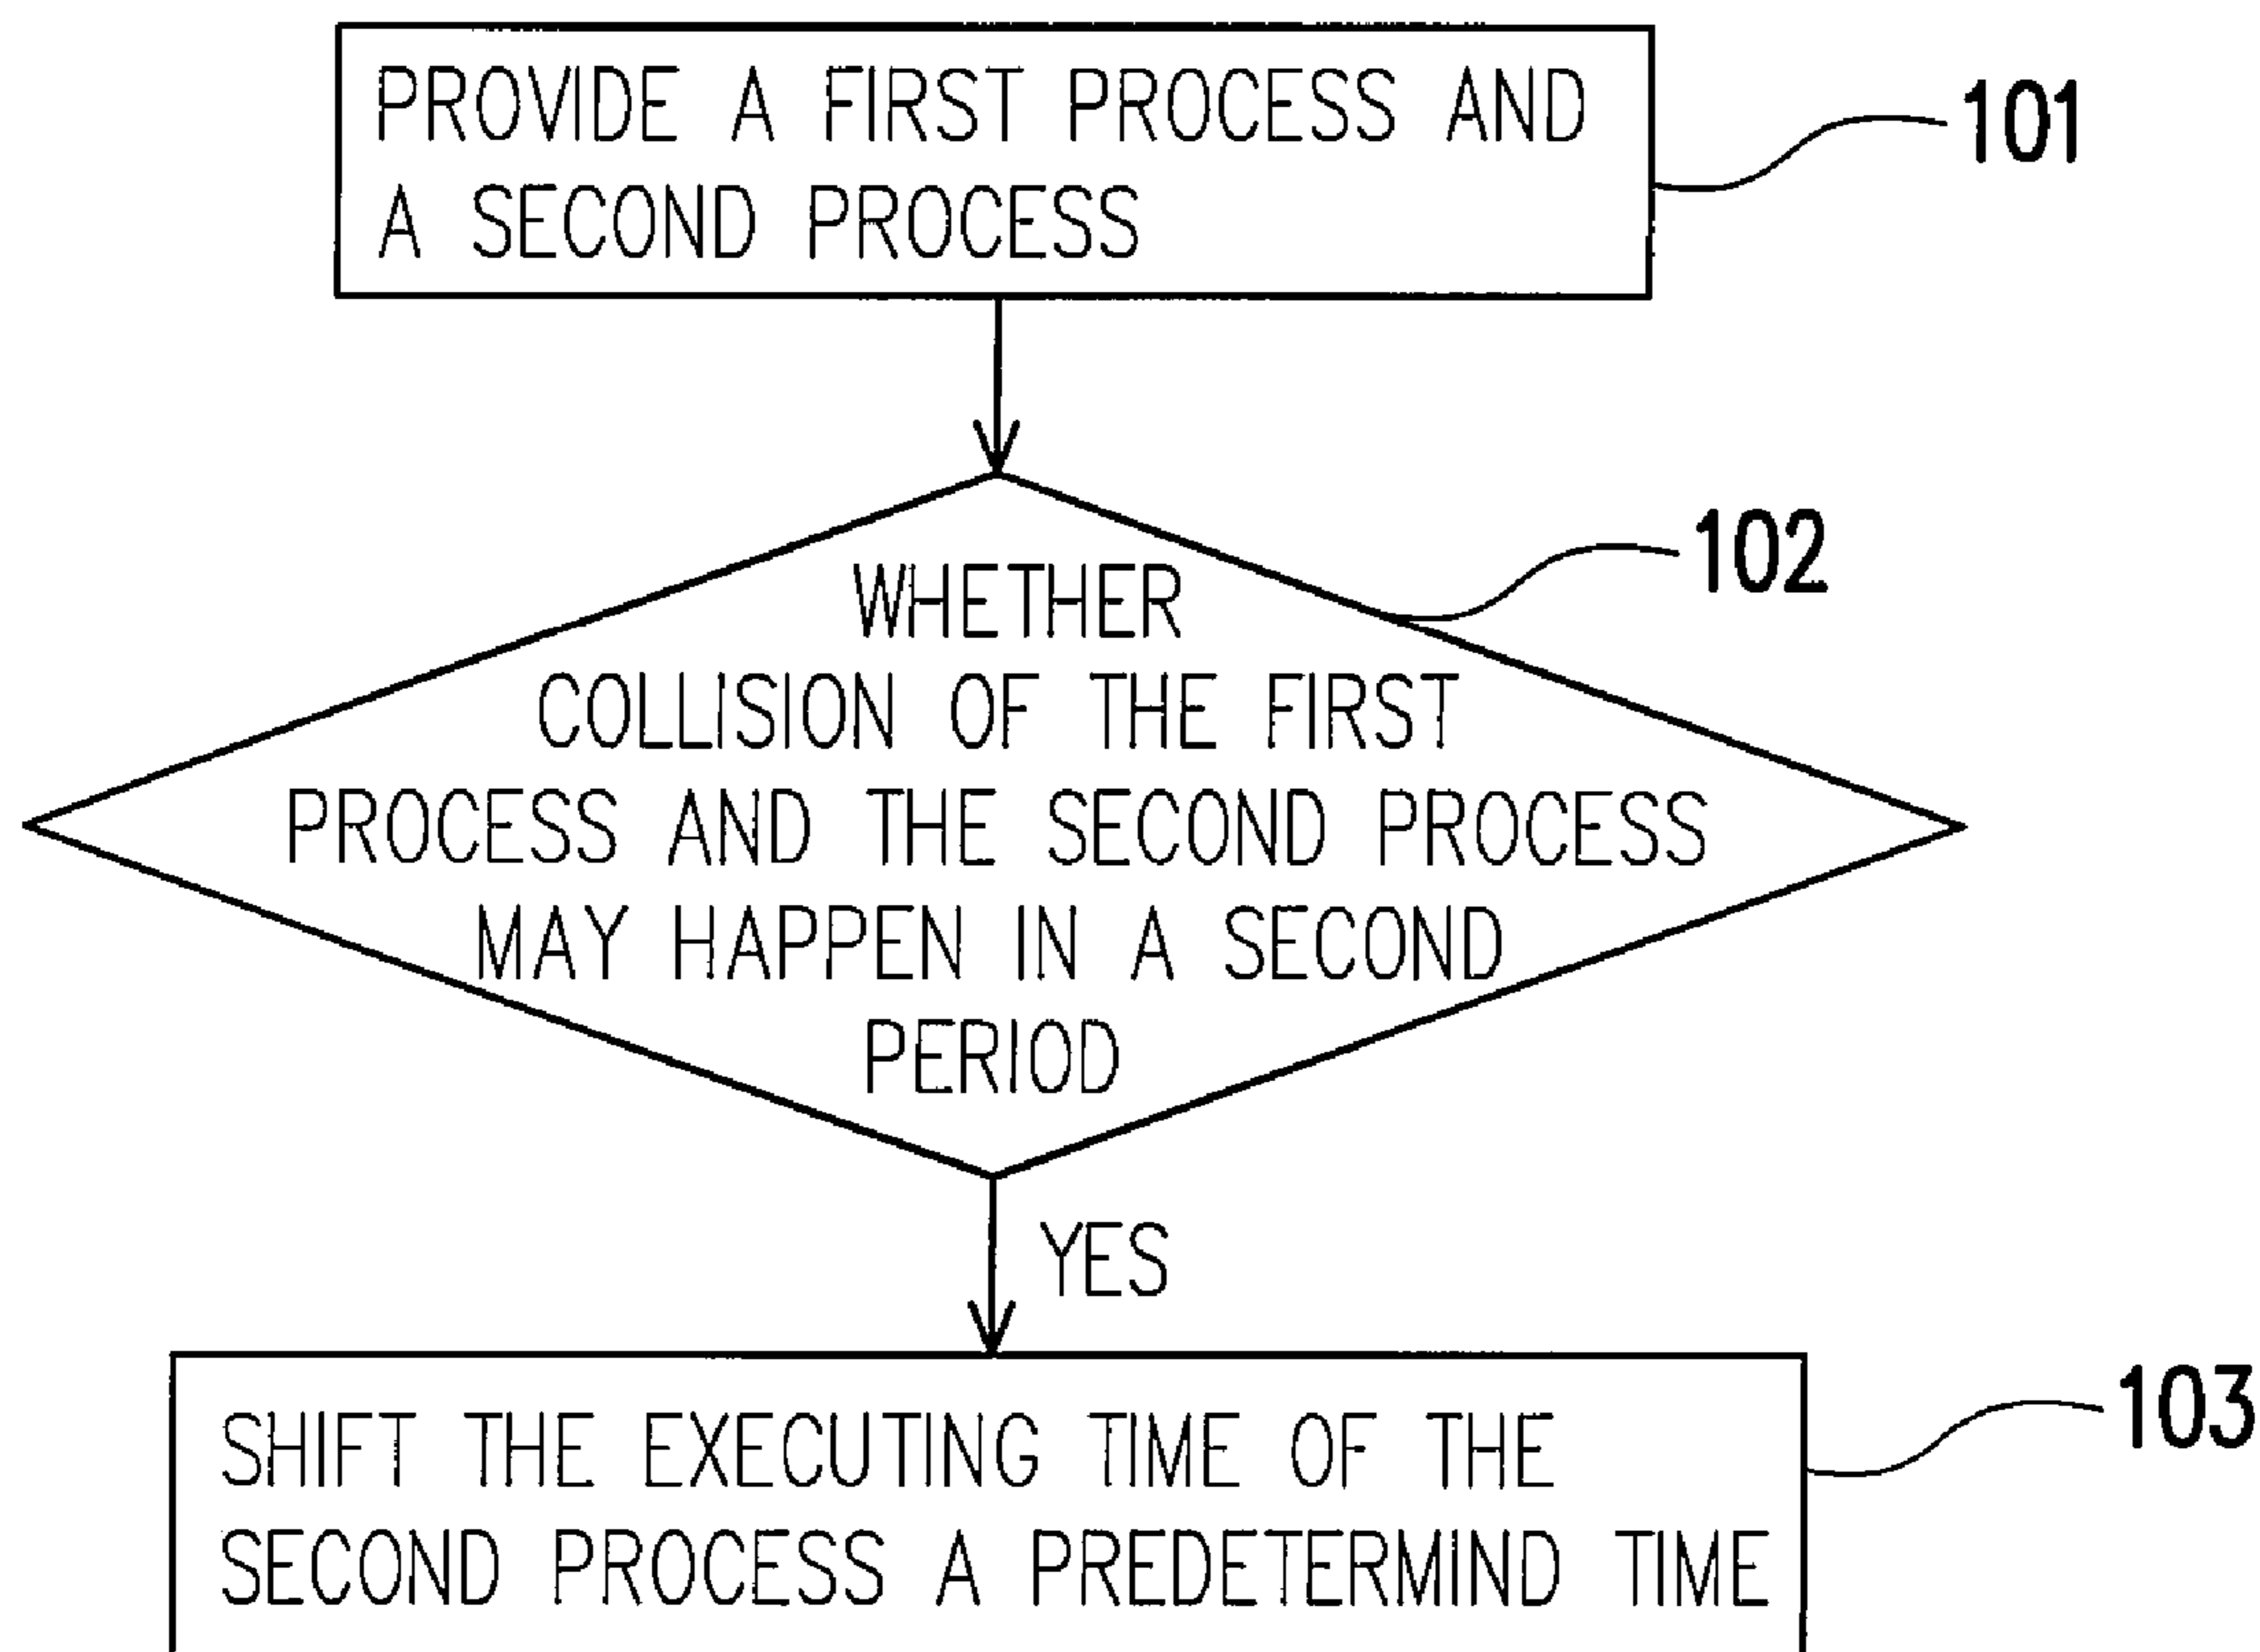 PROVIDE A FIRST PROCESS AND
A SECOND PROCESS
101
102
WHETHER
COLLISION OF THE FIRST
PROCESS AND THE SECOND PROCESS
MAY HAPPEN IN A SECOND
PERIOD
YES
103
SHIFT THE EXECUTING TIME OF THE
SECOND PROCESS A PREDETERMIND TIME